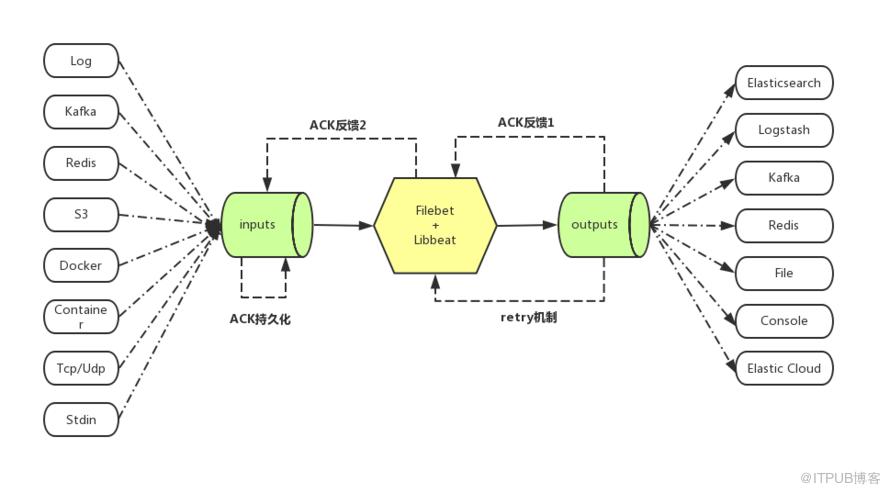 Log
Kafka
Redis
S3
Docker
Containe
r
Tcp/Udp
Stdin
ACK反馈2
ACK反馈1
inputs
Filebet
+
Libbeat
outputs
ACK持久化
retry机制
Elasticsearch
Logstash
Kafka
Redis
File
Console
Elastic Cloud
@ITPUB博客